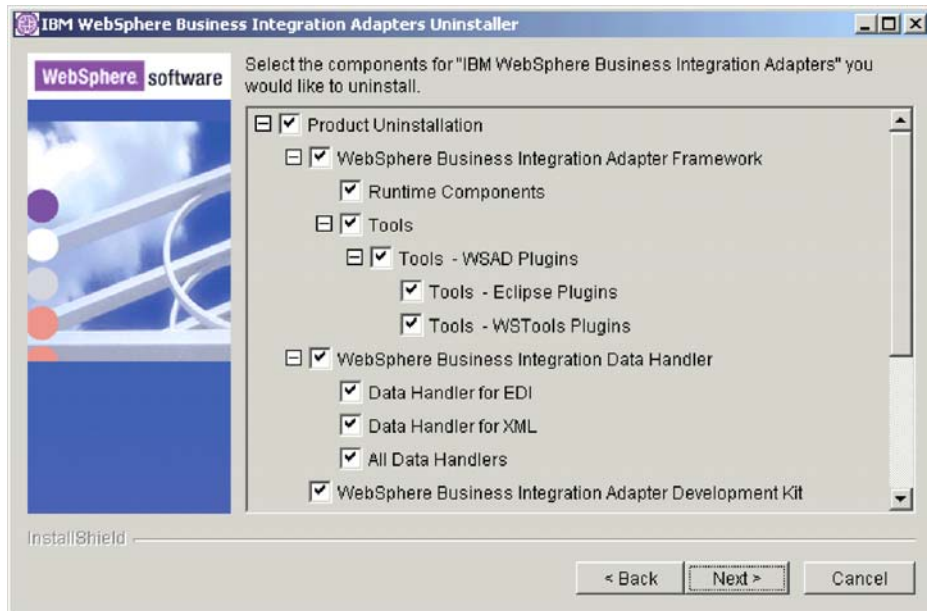 IBM WebSphere Business Integration Adapters Uninstaller
WebSphere software
Select the components for "IBM WebSphere Business Integration Adapters" you
would like to uninstall.
Product Uninstallation
WebSphere Business Integration Adapter Framework
Runtime Components
Tools
Tools - WSAD Plugins
Tools - Eclipse Plugins
Tools - WSTools Plugins
WebSphere Business Integration Data Handler
Data Handler for EDI
Data Handler for XML
All Data Handlers
WebSphere Business Integration Adapter Development Kit
InstallShield
< Back
Next >
Cancel